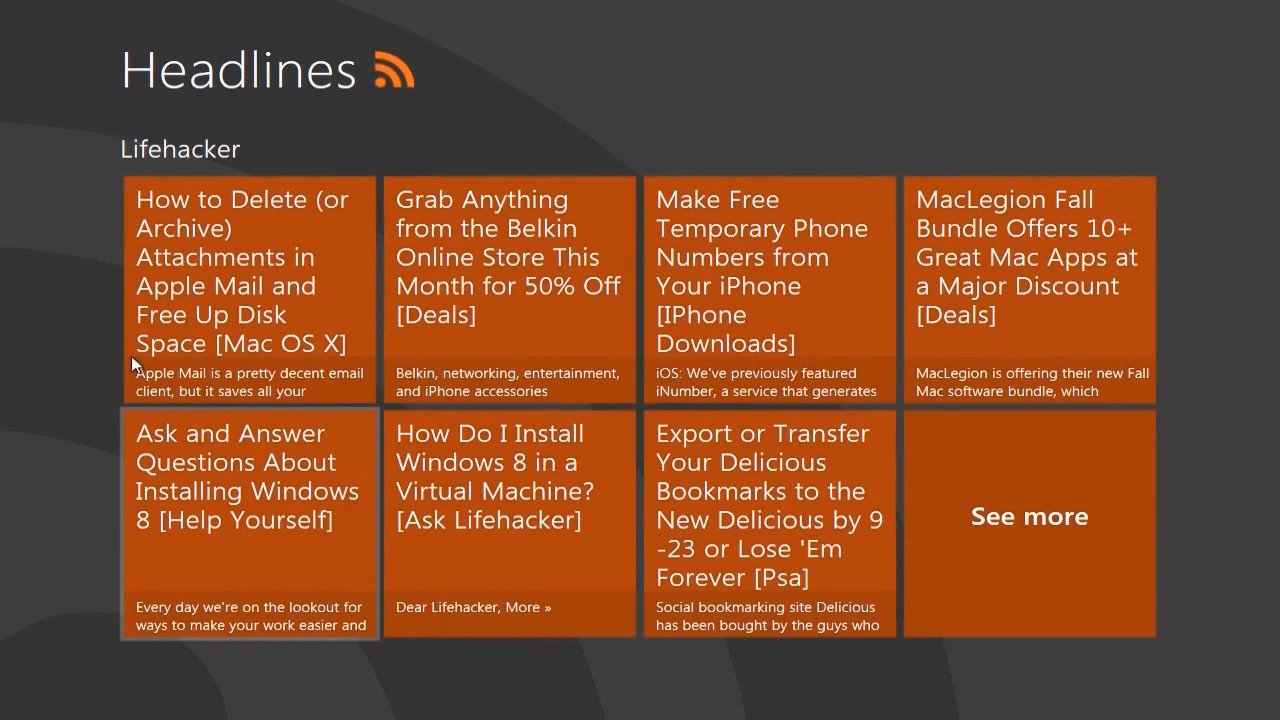 Headlines
Lifehacker
How to Delete (or
Archive)
Attachments in
Apple Mail and
Free Up Disk
Space [Mac OS X]
Apple Mail is a pretty decent email
client, but it saves all your
Grab Anything
from the Belkin
Online Store This
Month for 50% Off
[Deals]
Belkin, networking, entertainment,
and iPhone accessories
Make Free
Temporary Phone
Numbers from
Your iPhone
[IPhone
Downloads]
iOS: We've previously featured
iNumber, a service that generates
MacLegion Fall
Bundle Offers 10+
Great Mac Apps at
a Major Discount
[Deals]
MacLegion is offering their new Fall
Mac software bundle, which
Ask and Answer
Questions About
Installing Windows
8 [Help Yourself]
Every day we're on the lookout for
ways to make your work easier and
How Do I Install
Windows 8 in a
Virtual Machine?
[Ask Lifehacker]
Dear Lifehacker, More »
Export or Transfer
Your Delicious
Bookmarks to the
New Delicious by 9
-23 or Lose 'Em
Forever [Psa]
Social bookmarking site Delicious
has been bought by the guys who
See more